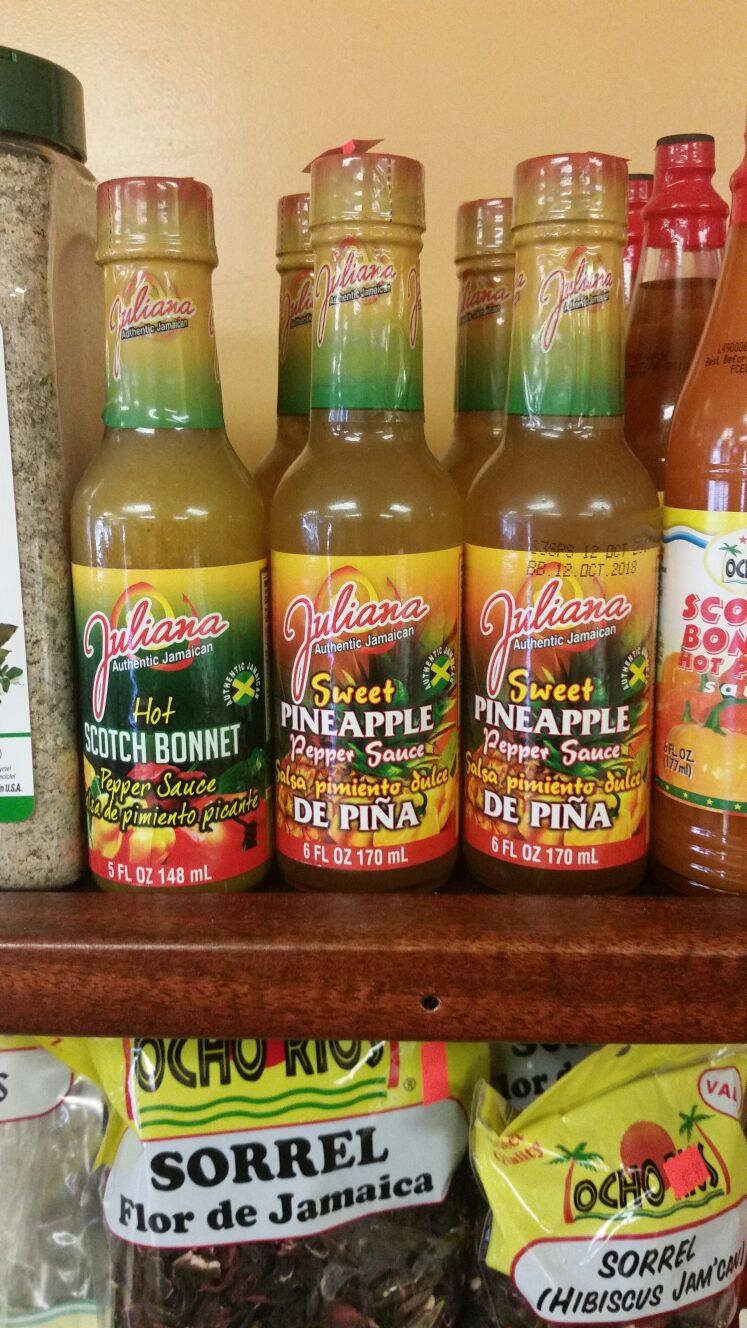 Juliana
Authentic Jamaican
Juliana
Authentic Jamaican
Juliana
Authentic Jamaican
Juliana
Authentic Jamaican
Hot
SCOTCH BONNET
Pepper Sauce
de pimiento picante
5 FL OZ 148 mL
AUTHENTIC JAMAICAN
Juliana
Authentic Jamaican
Sweet
PINEAPPLE
Pepper Sauce
Salsa pimiento dulce
DE PIÑA
6 FL OZ 170 mL
BB.12.OCT.2018
Juliana
Authentic Jamaican
Sweet
PINEAPPLE
Pepper Sauce
Salsa pimiento dulce
DE PIÑA
6 FL OZ 170 mL
HOT
6 FL OZ
(177ml)
in U.S.A.
OCHO RIOS
SORREL
Flor de Jamaica
OCHO RIOS
SORREL
(HIBISCUS JAM'CAN